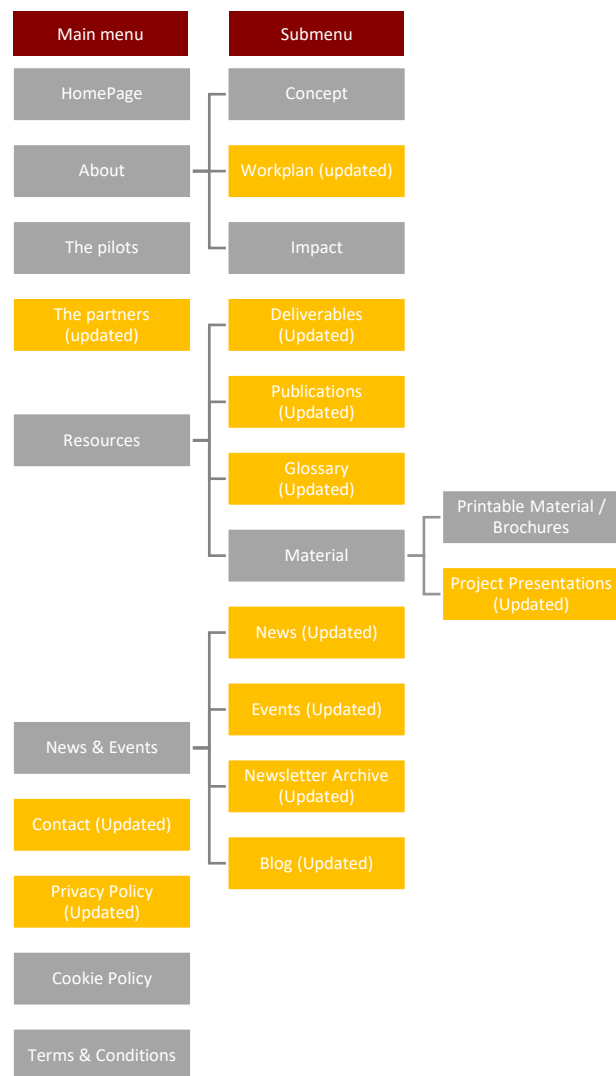 Main menu
Submenu
HomePage
Concept
About
Workplan (updated)
The pilots
Impact
The partners
(updated)
Deliverables
(Updated)
Publications
(Updated)
Resources
Glossary
(Updated)
Printable Material /
Brochures
Material
Project Presentations
(Updated)
News (Updated)
Events (Updated)
News & Events
Newsletter Archive
(Updated)
Contact (Updated)
Blog (Updated)
Privacy Policy
(Updated)
Cookie Policy
Terms & Conditions